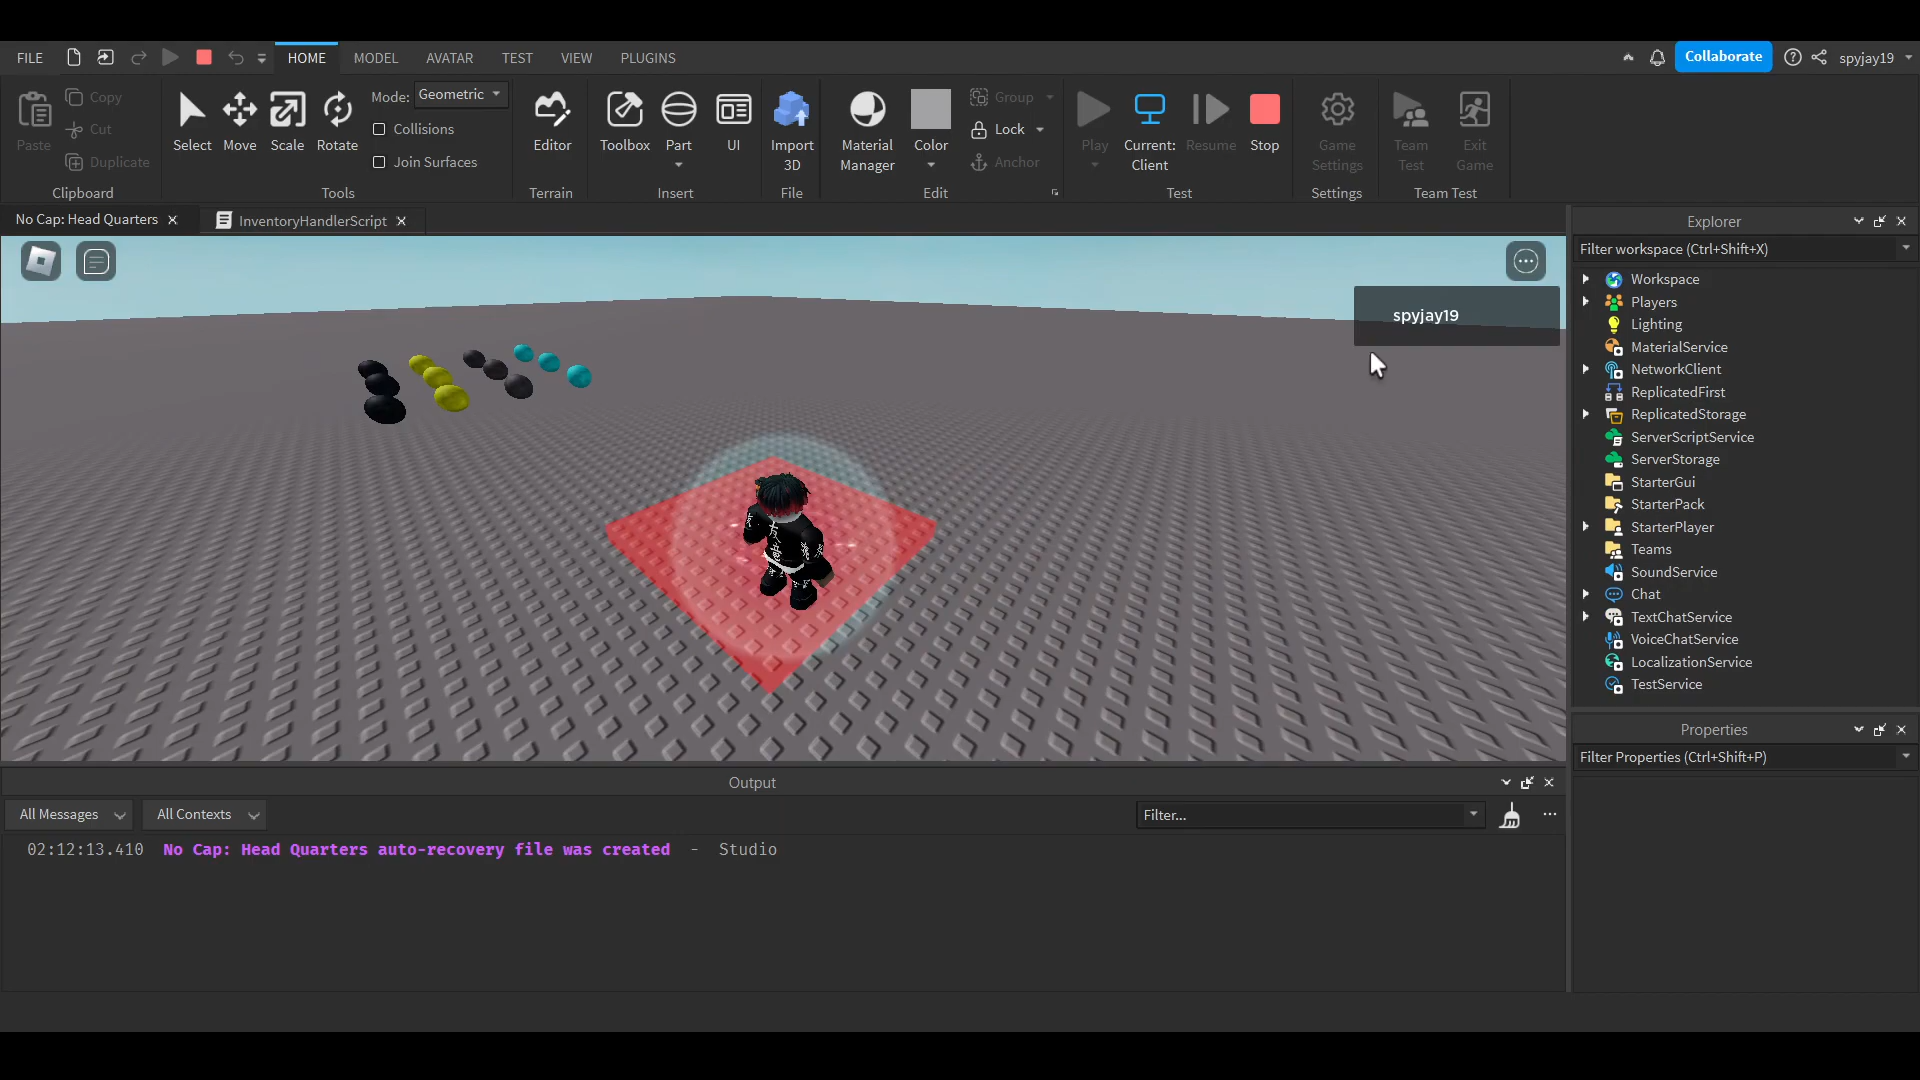 FILE HOME MODEL AVATAR TEST VIEW PLUGINS Collaborate spyjay19
Paste Copy Cut Duplicate
Clipboard
Select Move Scale Rotate Mode: Geometric
Collisions
Join Surfaces
Tools
Editor
Terrain
Toolbox Part UI
Insert
Import 3D
File
Material Manager Color Group Lock Anchor
Edit
Play Current: Client Resume Stop
Test
Game Settings
Settings
Team Test Exit Game
Team Test
No Cap: Head Quarters InventoryHandlerScript
spyjay19
Explorer
Filter workspace (Ctrl+Shift+X)
Workspace
Players
Lighting
MaterialService
NetworkClient
ReplicatedFirst
ReplicatedStorage
ServerScriptService
ServerStorage
StarterGui
StarterPack
StarterPlayer
Teams
SoundService
Chat
TextChatService
VoiceChatService
LocalizationService
TestService
Properties
Filter Properties (Ctrl+Shift+P)
Output
All Messages All Contexts Filter...
02:12:13.410 No Cap: Head Quarters auto-recovery file was created - Studio